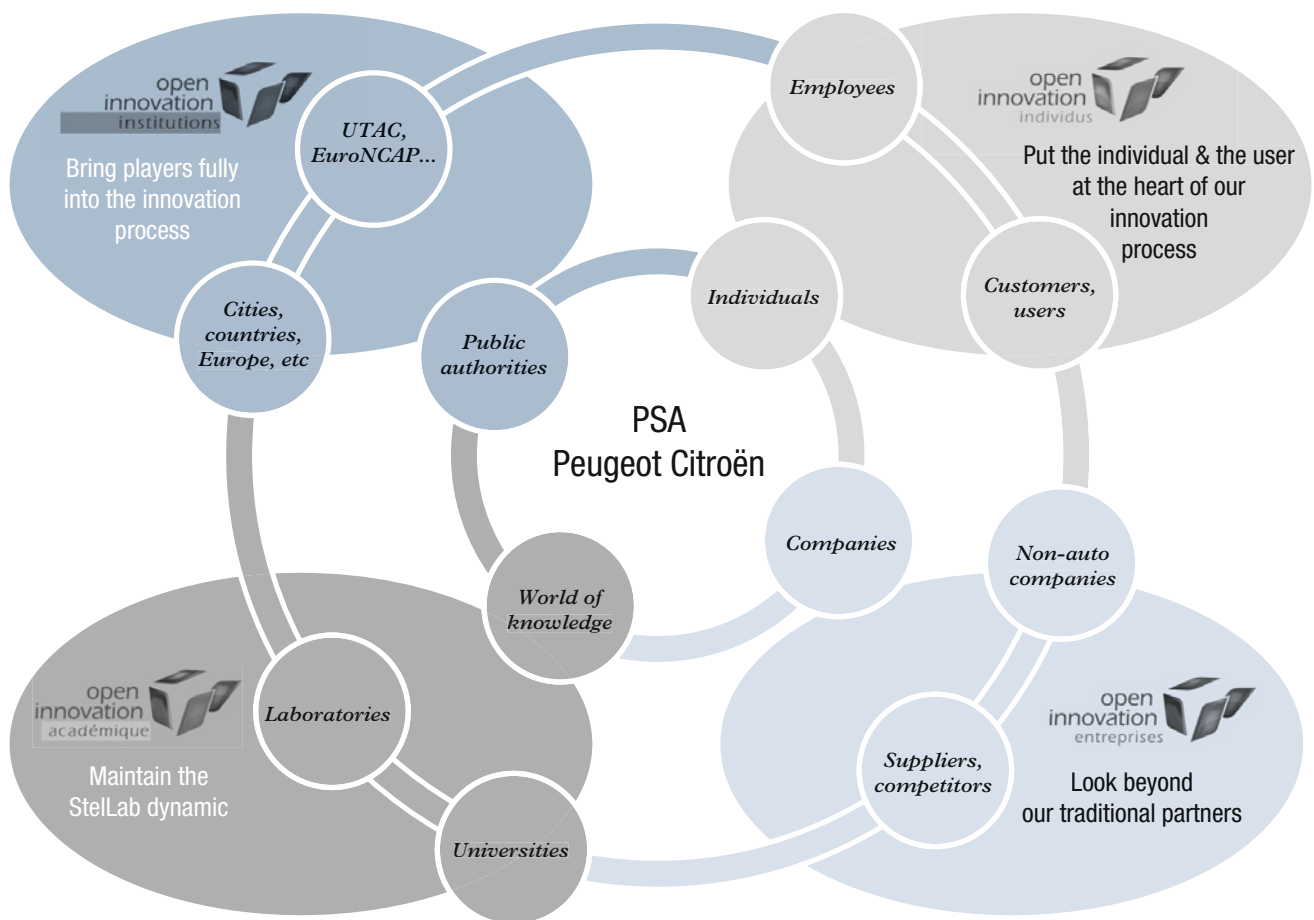 open
innovation
institutions
Bring players fully
into the innovation
process
UTAC,
EuroNCAP...
Cities,
countries,
Europe, etc
Public
authorities
Employees
Individuals
open
innovation
individus
Put the individual & the user
at the heart of our
innovation
process
Customers,
users
PSA
Peugeot Citroën
Companies
Non-auto
companies
World of
knowledge
open
innovation
académique
Maintain the
StelLab dynamic
Laboratories
Universities
Suppliers,
competitors
open
innovation
entreprises
Look beyond
our traditional partners